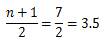 (n + 1)/2 = 7/2 = 3.5